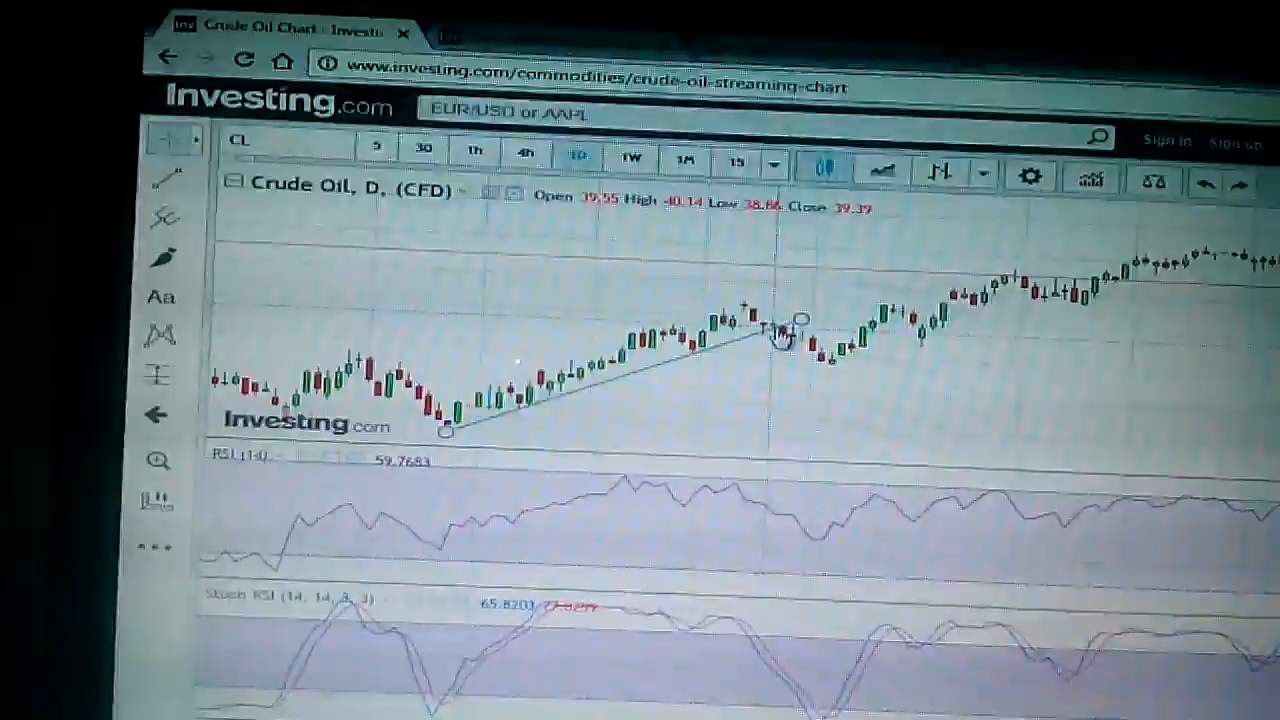 inv Crude Oil Chart - Investi
www.investing.com/commodities/crude-oil-streaming-chart
Investing.com
EUR/USD or AAPL
Sign In Sign up
CL
5 30 1h 4h 1D 1W 1M
Crude Oil, D, (CFD)
Open 39.55 High 40.14 Low 38.86 Close 39.39
Aa
Investing.com
RSI (14) 59.7683
Stoch RSI (14, 14, 3, 3) 65.8203